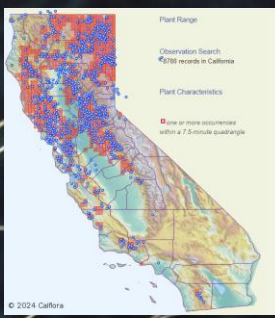 Plant Range
Observation Search
8786 records in California
Plant Characteristics
one or more occurrences
within a 7.5-minute quadrangle
© 2024 Calflora